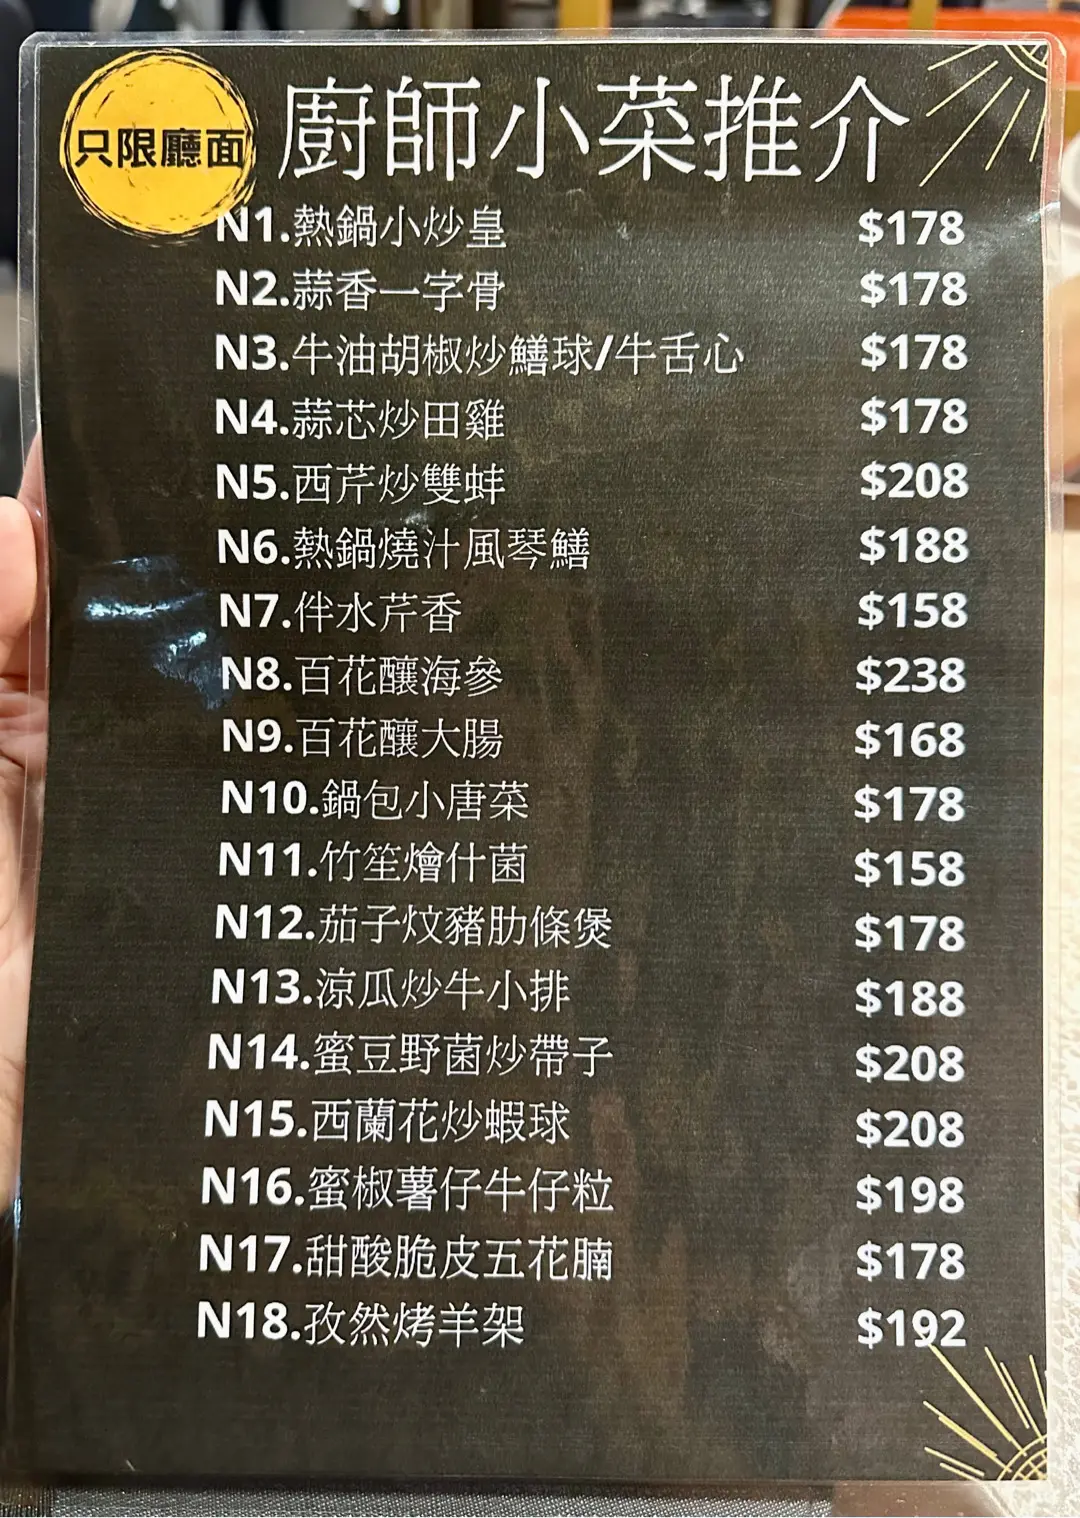 只限廳面
廚師小菜推介
N1.熱鍋小炒皇 $178
N2.蒜香一字骨 $178
N3.牛油胡椒炒鱔球/牛舌心 $178
N4.蒜芯炒田雞 $178
N5.西芹炒雙蚌 $208
N6.熱鍋燒汁風琴鱔 $188
N7.伴水芹香 $158
N8.百花釀海參 $238
N9.百花釀大腸 $168
N10.鍋包小唐菜 $178
N11.竹笙燴什菌 $158
N12.茄子炆豬肋條煲 $178
N13.涼瓜炒牛小排 $188
N14.蜜豆野菌炒帶子 $208
N15.西蘭花炒蝦球 $208
N16.蜜椒薯仔牛仔粒 $198
N17.甜酸脆皮五花腩 $178
N18.孜然烤羊架 $192